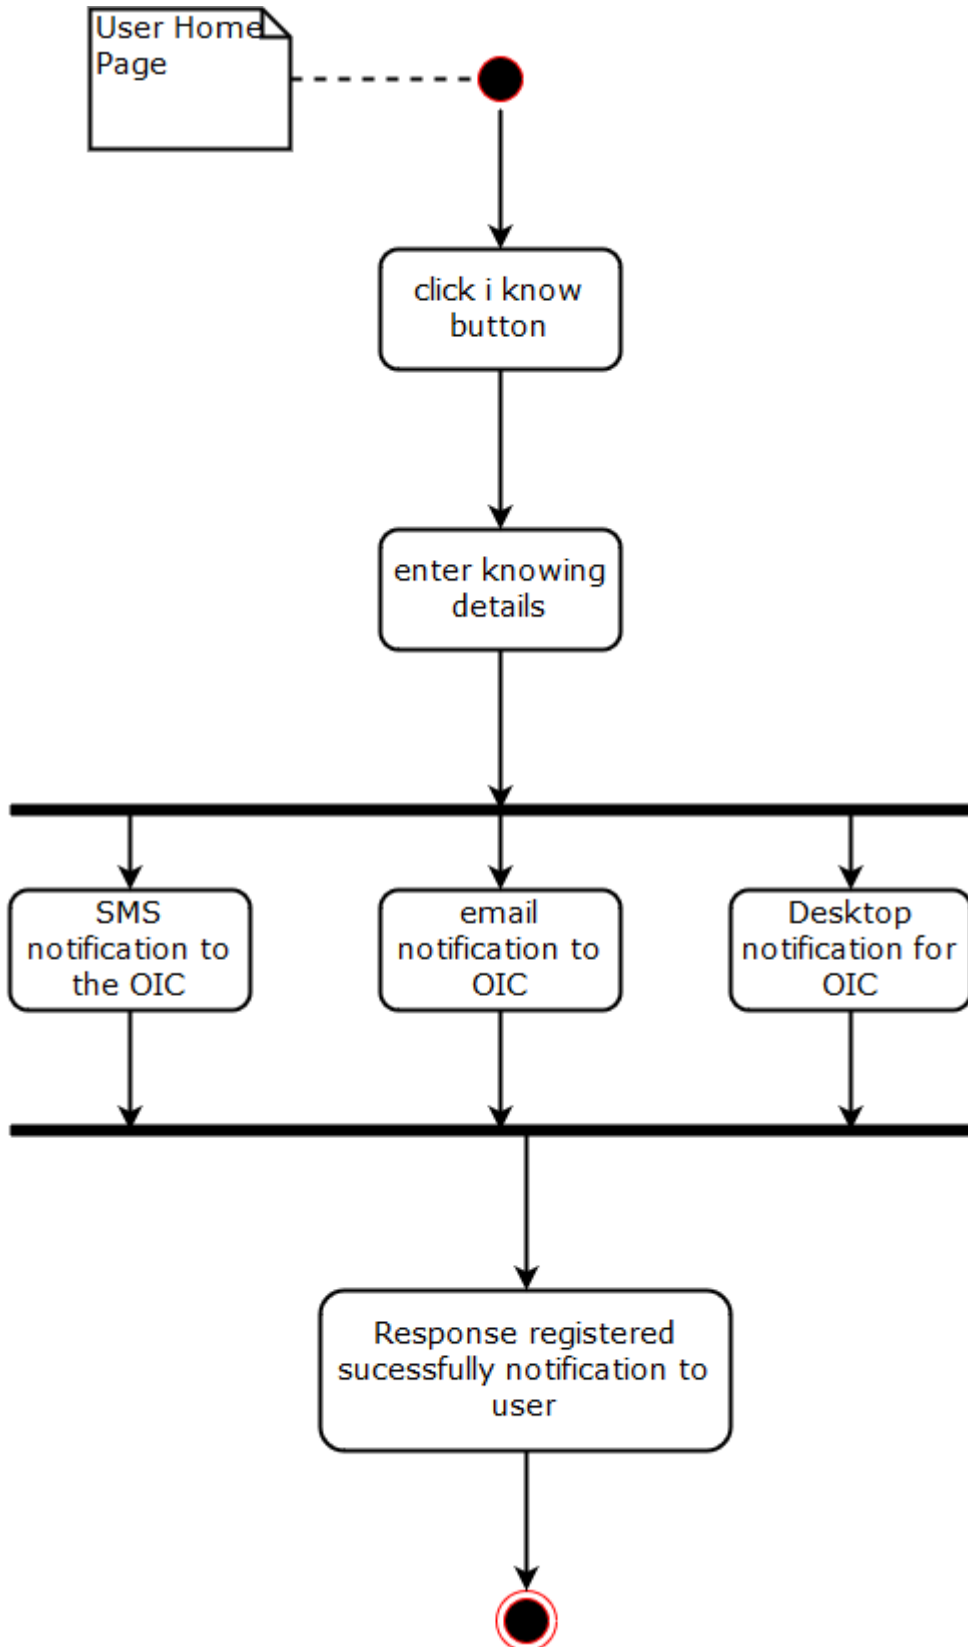 User Home
Page
click i know
button
enter knowing
details
SMS
notification to
the OIC
email
notification to
OIC
Desktop
notification for
OIC
Response registered
sucessfully notification to
user